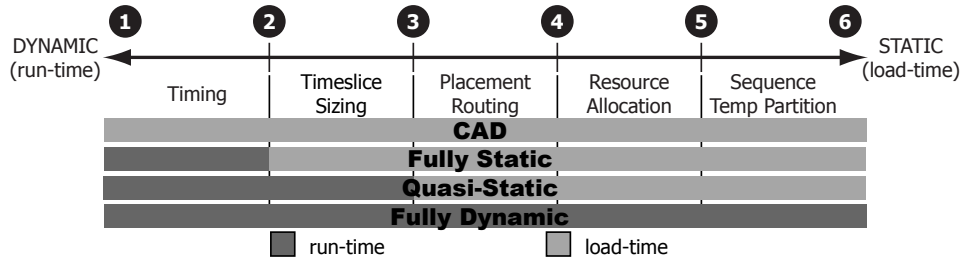 1 2 3 4 5 6
DYNAMIC
(run-time)
STATIC
(load-time)
Timing
Timeslice
Sizing
Placement
Routing
Resource
Allocation
Sequence
Temp Partition
CAD
Fully Static
Quasi-Static
Fully Dynamic
run-time
load-time